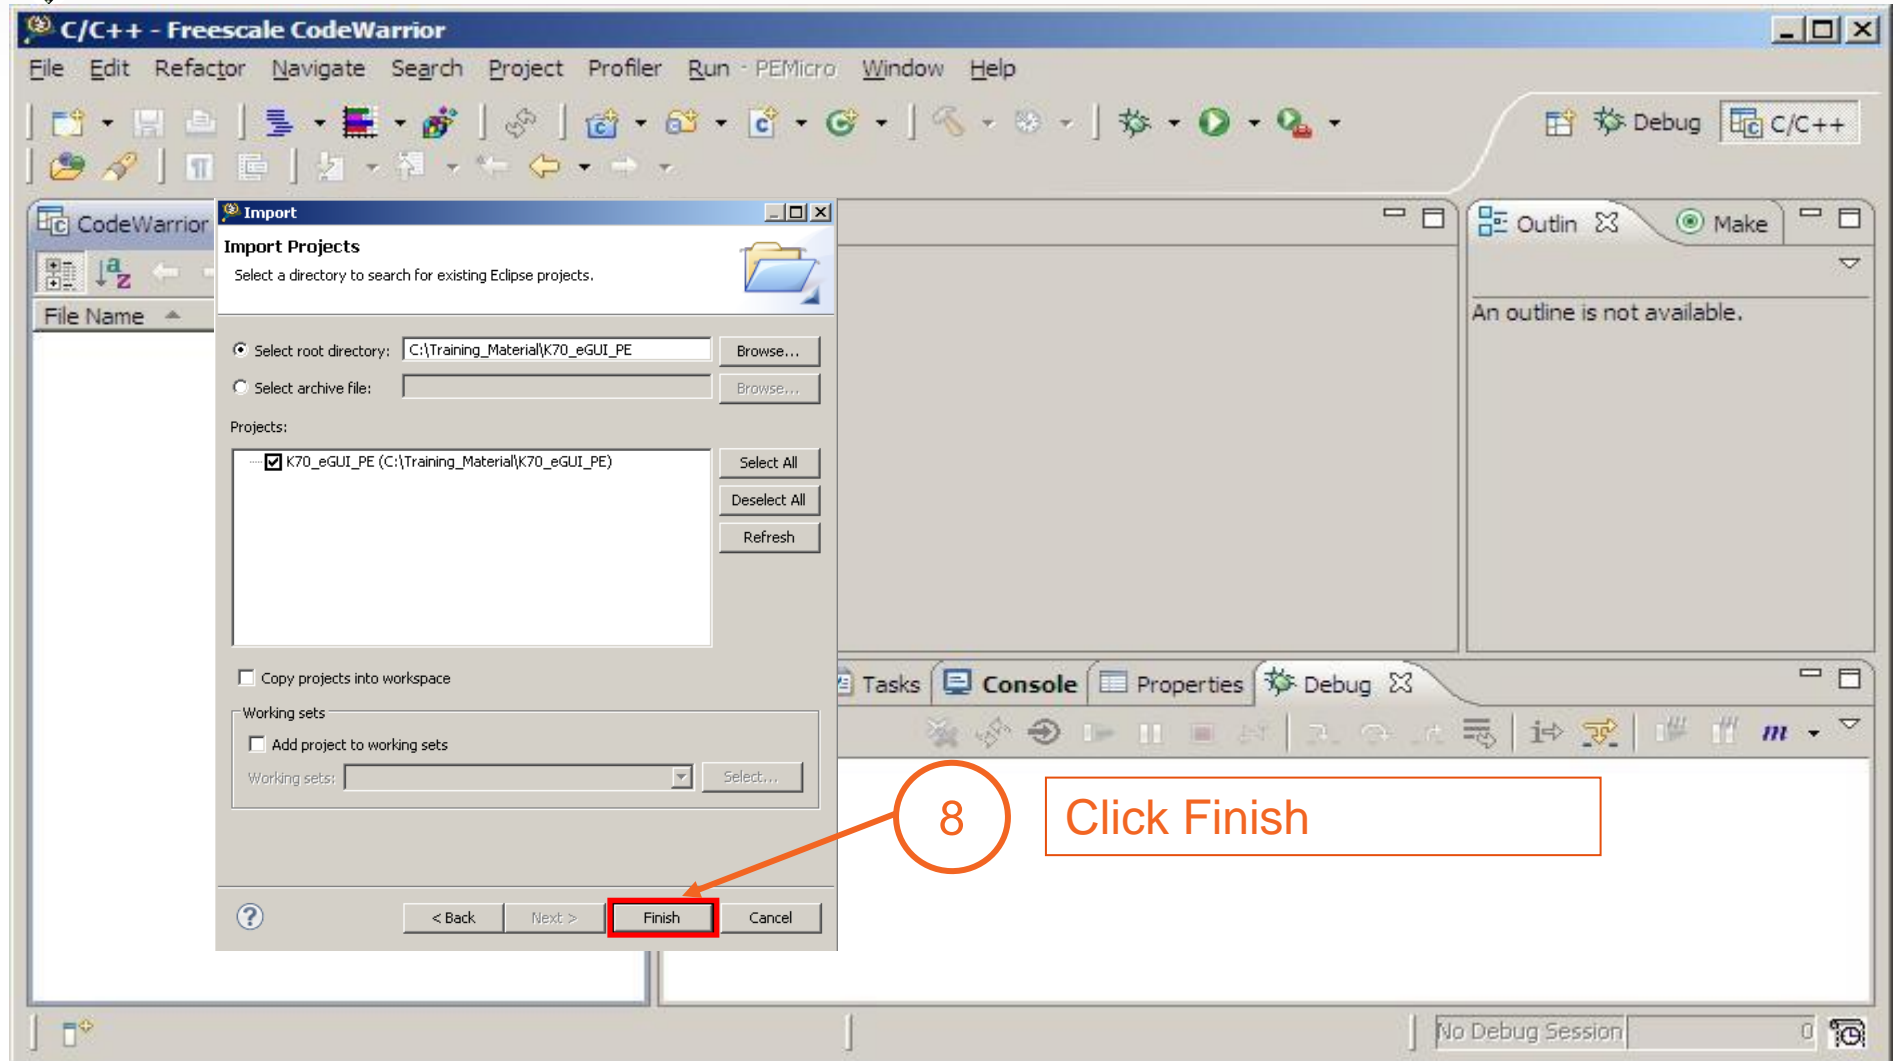 C/C++ - Freescale CodeWarrior
File Edit Refactor Navigate Search Project Profiler Run PEMicro Window Help
Debug C/C++
CodeWarrior
File Name
Outlin Make
An outline is not available.
Import
Import Projects
Select a directory to search for existing Eclipse projects.
Select root directory: C:\Training_Material\K70_eGUI_PE Browse...
Select archive file: Browse...
Projects:
K70_eGUI_PE (C:\Training_Material\K70_eGUI_PE) Select All
Deselect All
Refresh
Copy projects into workspace
Working sets
Add project to working sets
Working sets: Select...
< Back Next > Finish Cancel
Tasks Console Properties Debug
8 Click Finish
No Debug Session 0